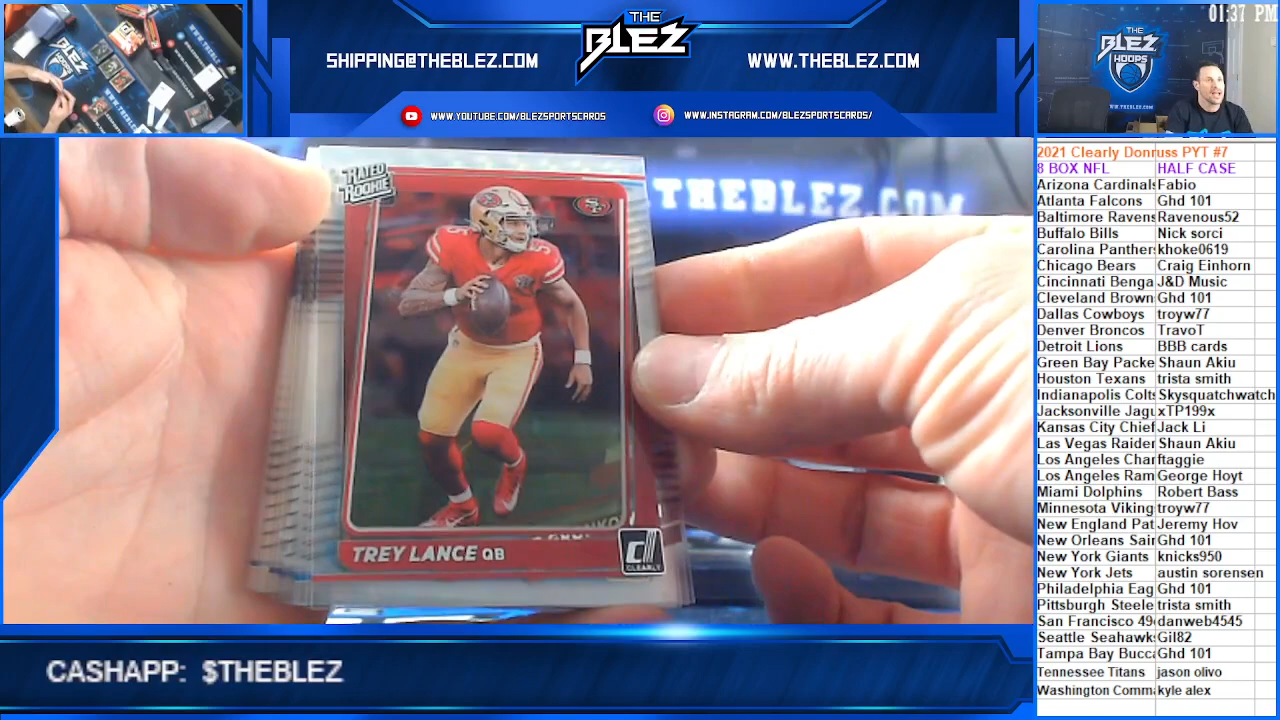 THE
BLEZ
SHIPPING@THEBLEZ.COM
WWW.THEBLEZ.COM
WWW.YOUTUBE.COM/BLEZSPORTSCARDS
WWW.INSTAGRAM.COM/BLEZSPORTSCARDS/
01:37 PM
THE
BLEZ
HOOPS
WWW.THEBLEZ.COM
RATED
ROOKIE
THEBLEZ.COM
TREY LANCE QB
CLEARLY
CASHAPP: $THEBLEZ
2021 Clearly Donruss PYT #7
8 BOX NFL HALF CASE
Arizona Cardinals Fabio
Atlanta Falcons Ghd 101
Baltimore Ravens Ravenous52
Buffalo Bills Nick sorci
Carolina Panthers khoke0619
Chicago Bears Craig Einhorn
Cincinnati Benga J&D Music
Cleveland Brown Ghd 101
Dallas Cowboys troyw77
Denver Broncos TravoT
Detroit Lions BBB cards
Green Bay Packe Shaun Akiu
Houston Texans trista smith
Indianapolis Colts Skysquatchwatch
Jacksonville Jagu xTP199x
Kansas City Chief Jack Li
Las Vegas Raider Shaun Akiu
Los Angeles Char ftaggie
Los Angeles Ram George Hoyt
Miami Dolphins Robert Bass
Minnesota Viking troyw77
New England Pat Jeremy Hov
New Orleans Sain Ghd 101
New York Giants knicks950
New York Jets austin sorensen
Philadelphia Eag Ghd 101
Pittsburgh Steele trista smith
San Francisco 49 danweb4545
Seattle Seahawks Gil82
Tampa Bay Bucca Ghd 101
Tennessee Titans jason olivo
Washington Comma kyle alex